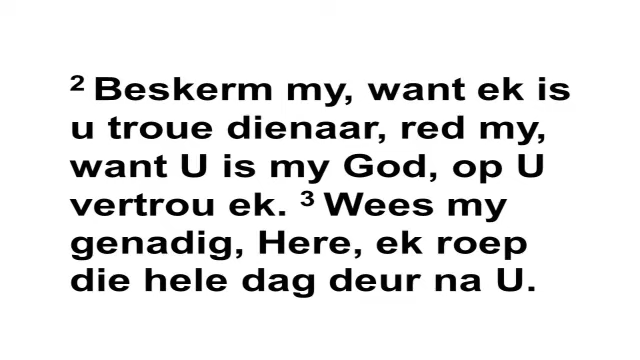 ² Beskerm my, want ek is
u troue dienaar, red my,
want U is my God, op U
vertrou ek. ³ Wees my
genadig, Here, ek roep
die hele dag deur na U.